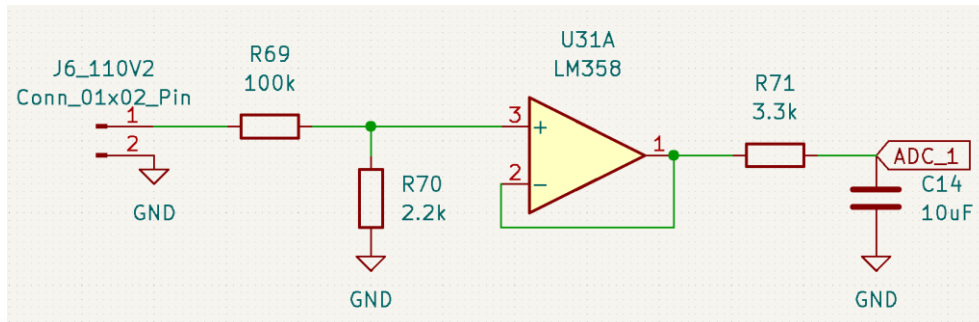 J6_110V2
Conn_01x02_Pin
1
2
GND
R69
100k
R70
2.2k
GND
U31A
LM358
3
+
2
−
1
R71
3.3k
ADC_1
C14
10uF
GND